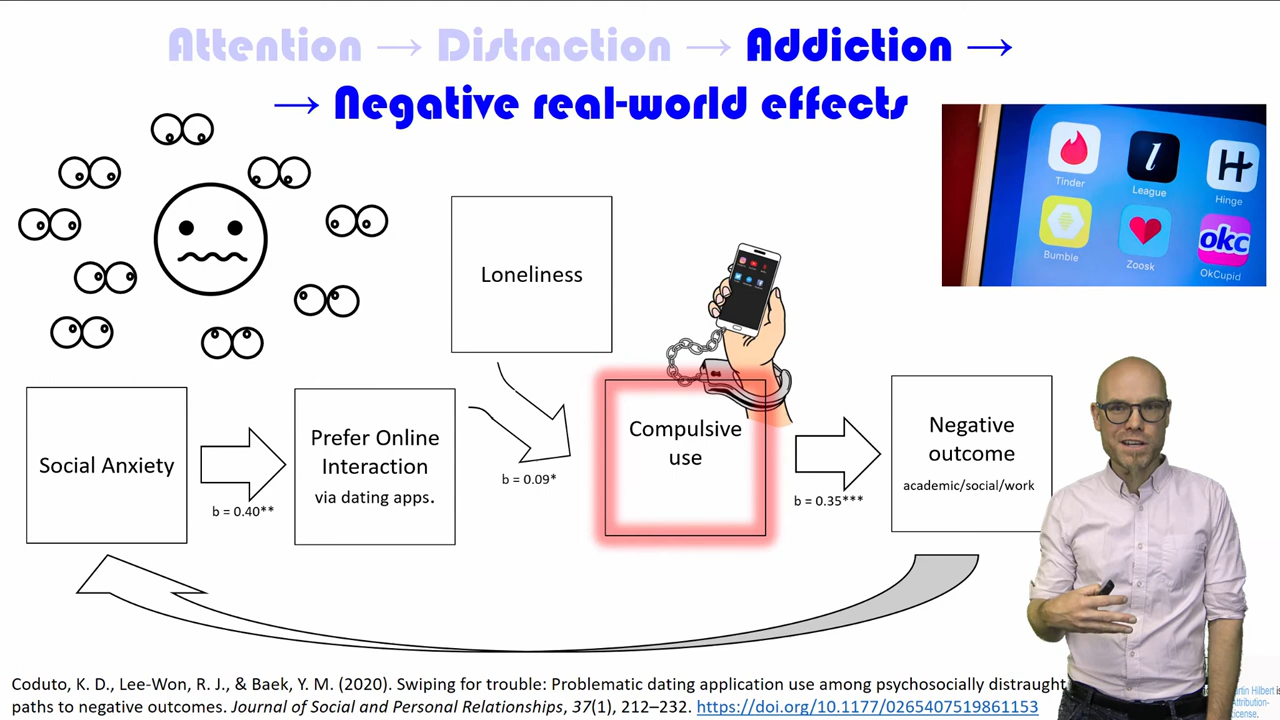 Attention → Distraction → Addiction →
→ Negative real-world effects
Tinder
League
Hinge
Bumble
Zoosk
okc
OkCupid
Loneliness
Social Anxiety
b = 0.40**
Prefer Online
Interaction
via dating apps.
b = 0.09*
Compulsive
use
b = 0.35***
Negative
outcome
academic/social/work
Coduto, K. D., Lee-Won, R. J., & Baek, Y. M. (2020). Swiping for trouble: Problematic dating application use among psychosocially distraught
paths to negative outcomes. Journal of Social and Personal Relationships, 37(1), 212–232. https://doi.org/10.1177/0265407519861153
Hilbert
Attribution-